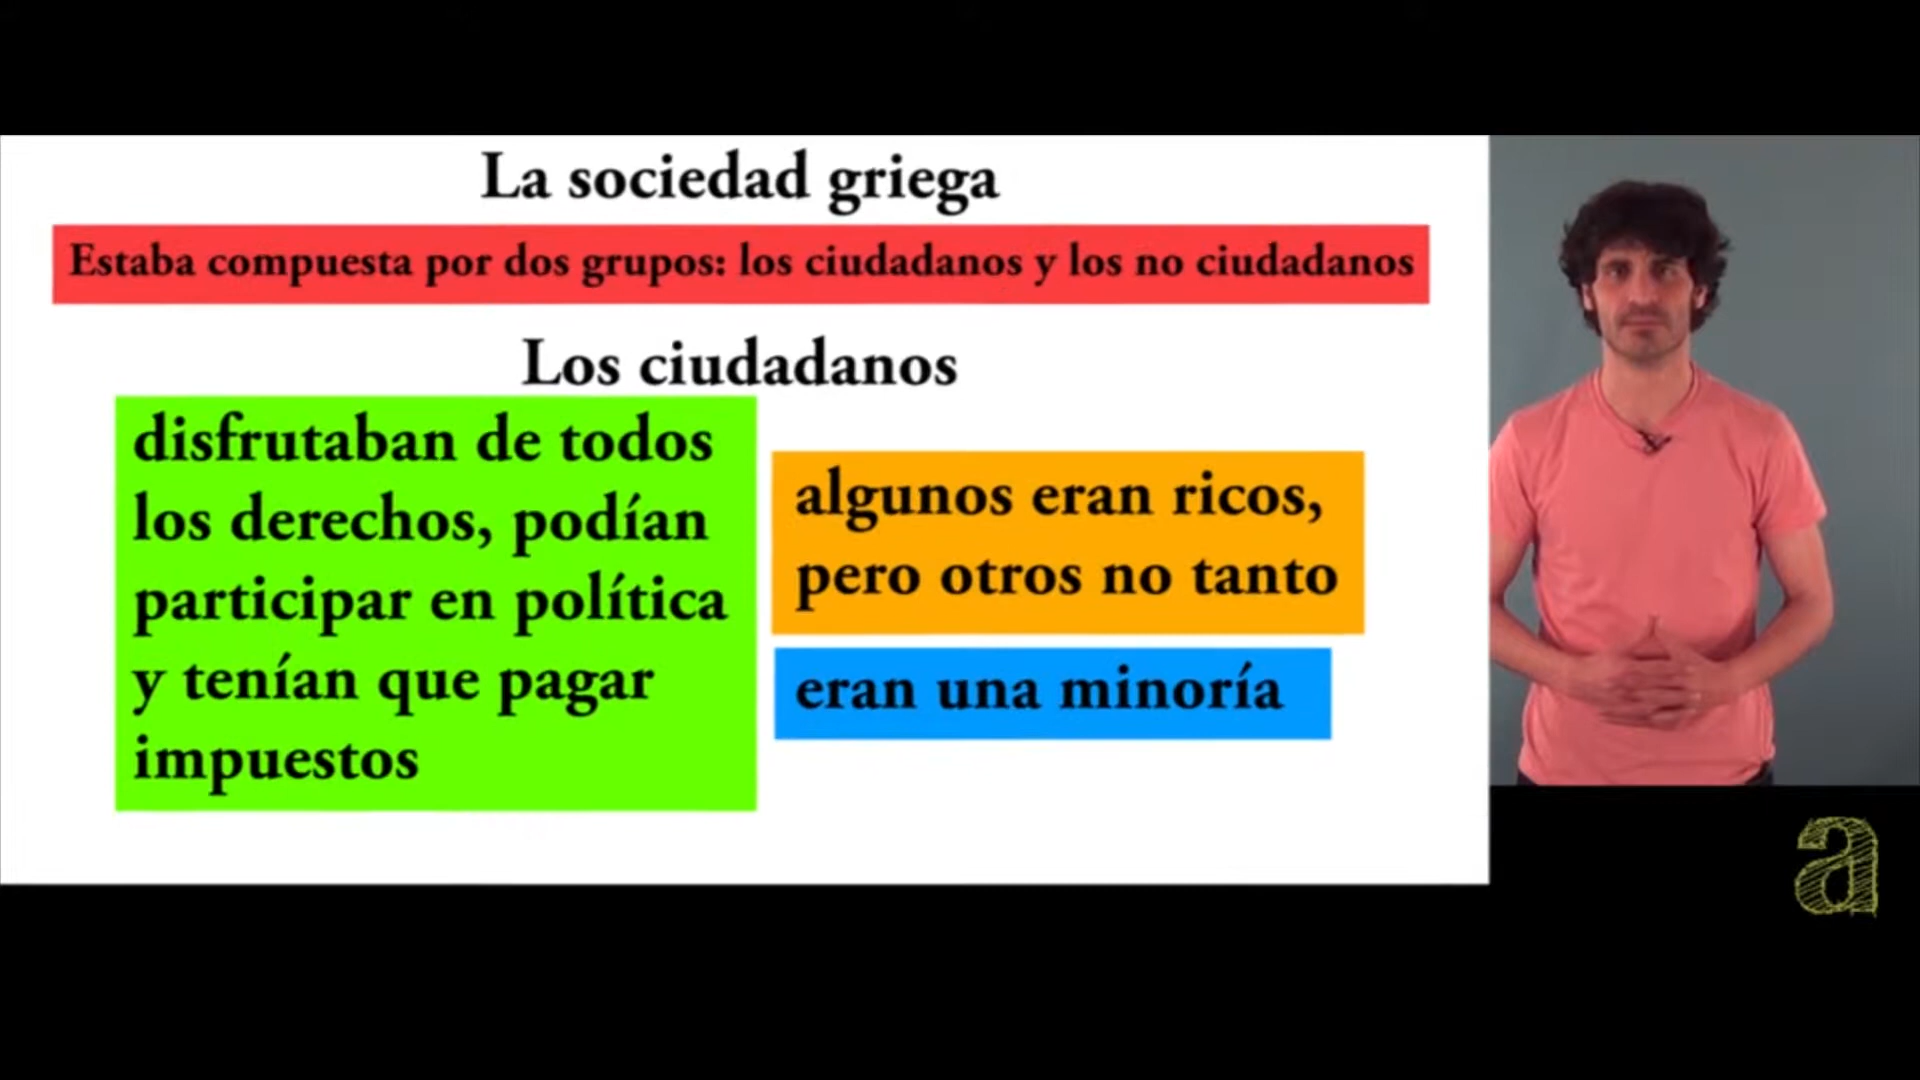 La sociedad griega
Estaba compuesta por dos grupos: los ciudadanos y los no ciudadanos
Los ciudadanos
disfrutaban de todos
los derechos, podían
participar en política
y tenían que pagar
impuestos
algunos eran ricos,
pero otros no tanto
eran una minoría
a